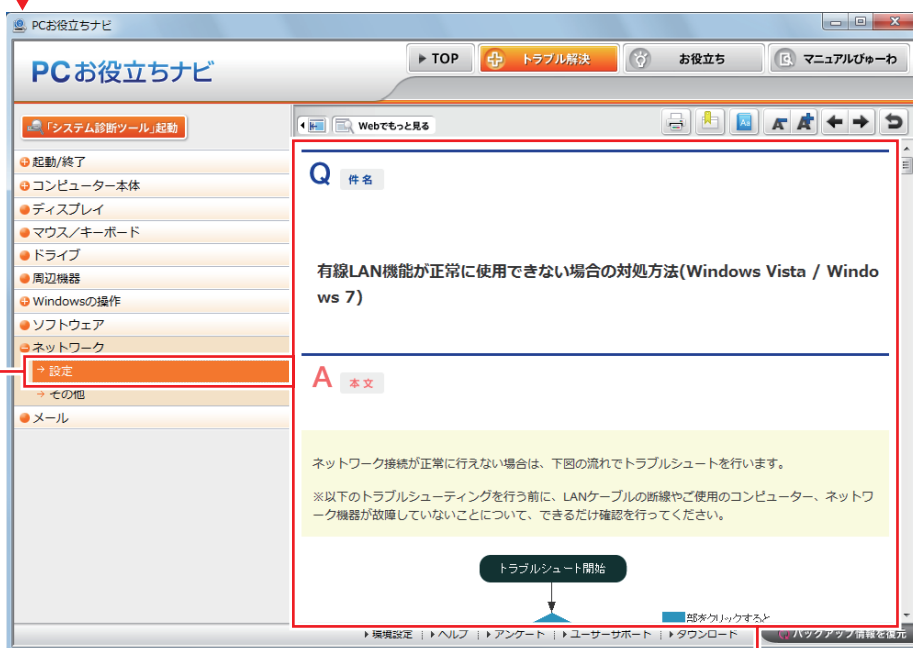 PCお役立ちナビ
PCお役立ちナビ
TOP
トラブル解決
お役立ち
マニュアルびゅーわ
「システム診断ツール」起動
Webでもっと見る
起動/終了
コンピューター本体
ディスプレイ
マウス/キーボード
ドライブ
周辺機器
Windowsの操作
ソフトウェア
ネットワーク
→ 設定
→ その他
メール
Q 件名
有線LAN機能が正常に使用できない場合の対処方法(Windows Vista / Windo
ws 7)
A 本文
ネットワーク接続が正常に行えない場合は、下図の流れでトラブルシュートを行います。
※以下のトラブルシューティングを行う前に、LANケーブルの断線やご使用のコンピューター、ネットワ
ーク機器が故障していないことについて、できるだけ確認を行ってください。
トラブルシュート開始
部をクリックすると
環境設定 | ヘルプ | アンケート | ユーザーサポート | ダウンロード
バックアップ情報を復元